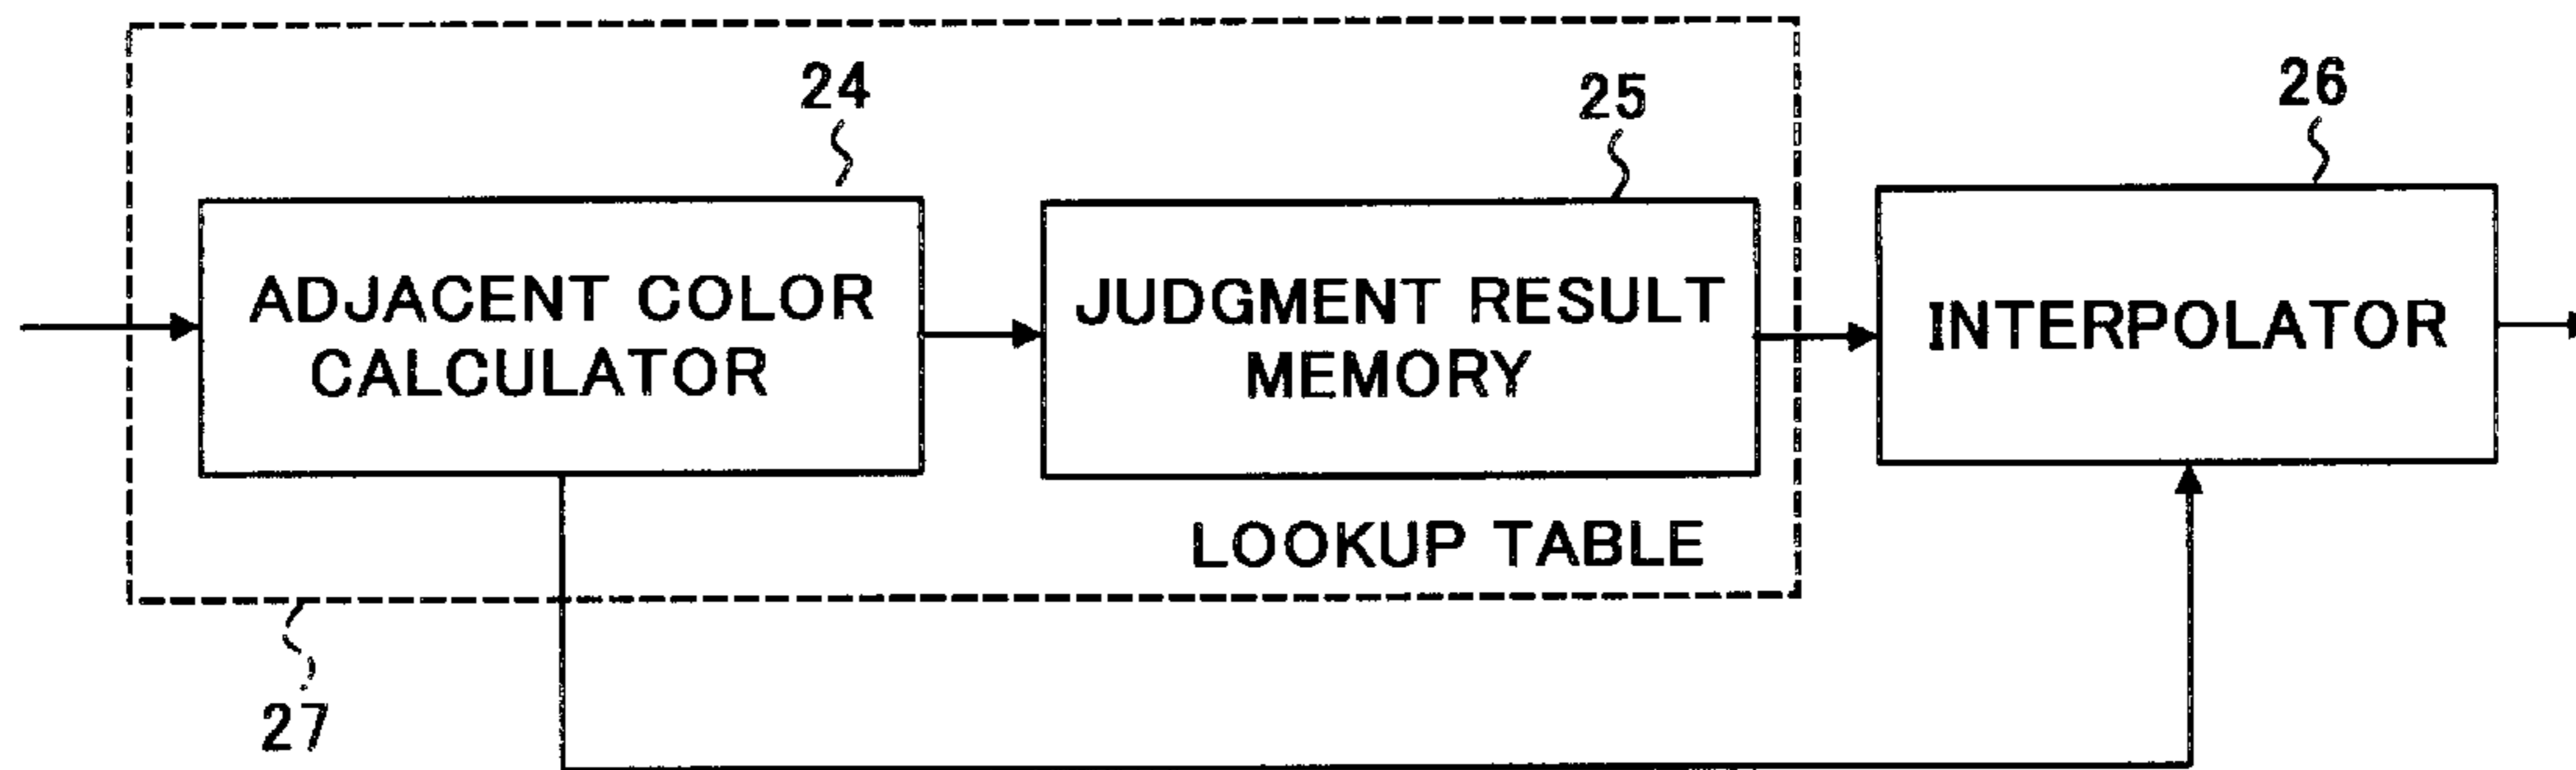 24
25
26
ADJACENT COLOR
CALCULATOR
JUDGMENT RESULT
MEMORY
INTERPOLATOR
LOOKUP TABLE
27